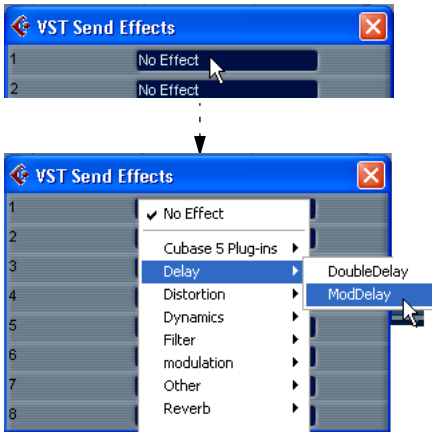 VST Send Effects
1 No Effect
2 No Effect
VST Send Effects
1
✔ No Effect
2
Cubase 5 Plug-ins
3
Delay
DoubleDelay
4
Distortion
ModDelay
5
Dynamics
Filter
6
modulation
7
Other
8
Reverb